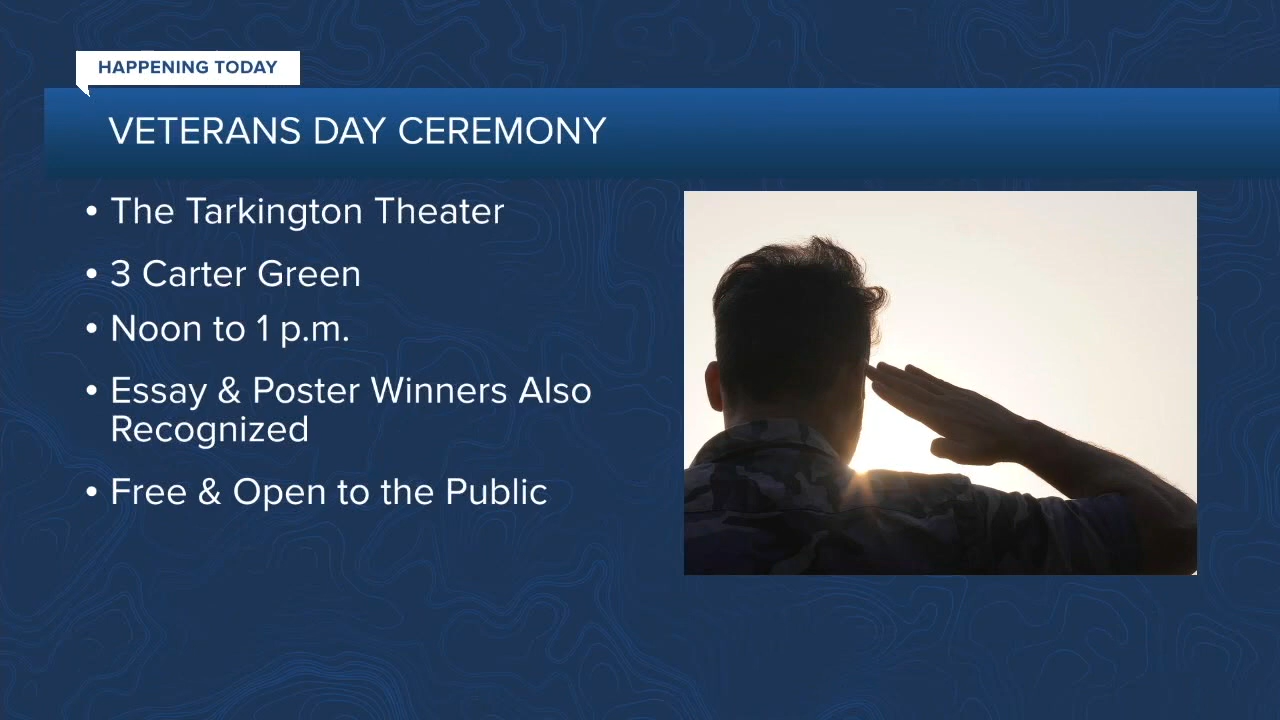 HAPPENING TODAY
VETERANS DAY CEREMONY
• The Tarkington Theater
• 3 Carter Green
• Noon to 1 p.m.
• Essay & Poster Winners Also
Recognized
• Free & Open to the Public